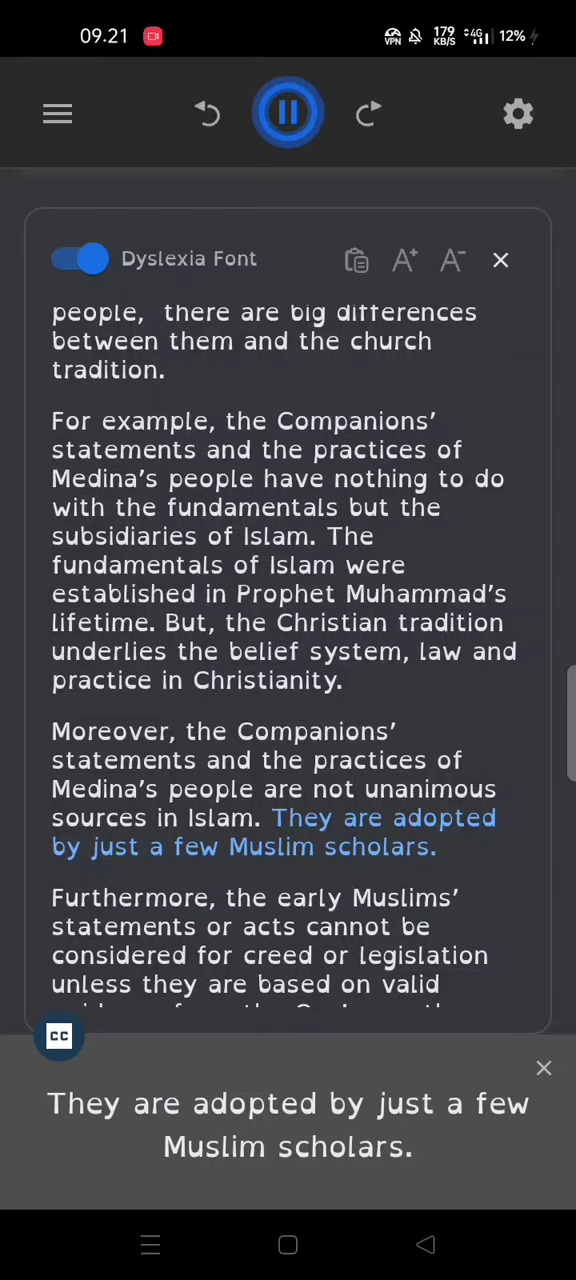 09.21
VPN
179
KB/S
4G
12%
Dyslexia Font
A+
A-
people, there are big differences
between them and the church
tradition.
For example, the Companions’
statements and the practices of
Medina’s people have nothing to do
with the fundamentals but the
subsidiaries of Islam. The
fundamentals of Islam were
established in Prophet Muhammad’s
lifetime. But, the Christian tradition
underlies the belief system, law and
practice in Christianity.
Moreover, the Companions’
statements and the practices of
Medina’s people are not unanimous
sources in Islam. They are adopted
by just a few Muslim scholars.
Furthermore, the early Muslims’
statements or acts cannot be
considered for creed or legislation
unless they are based on valid
CC
They are adopted by just a few
Muslim scholars.